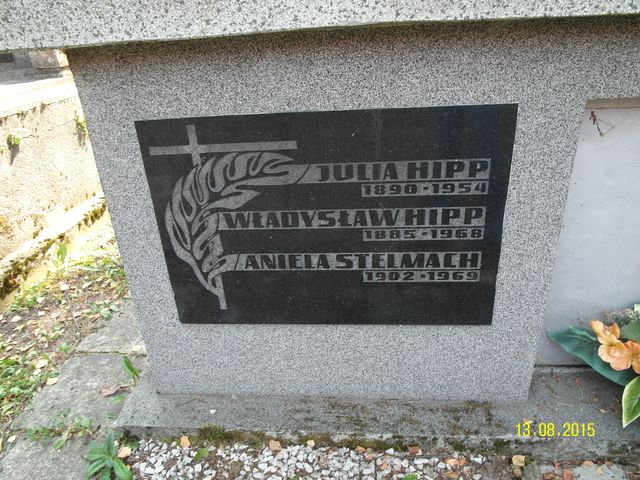 JULIA HIPP
1890-1954
WŁADYSŁAW HIPP
1885-1968
ANIELA STELMACH
1902-1969
13.08.2015